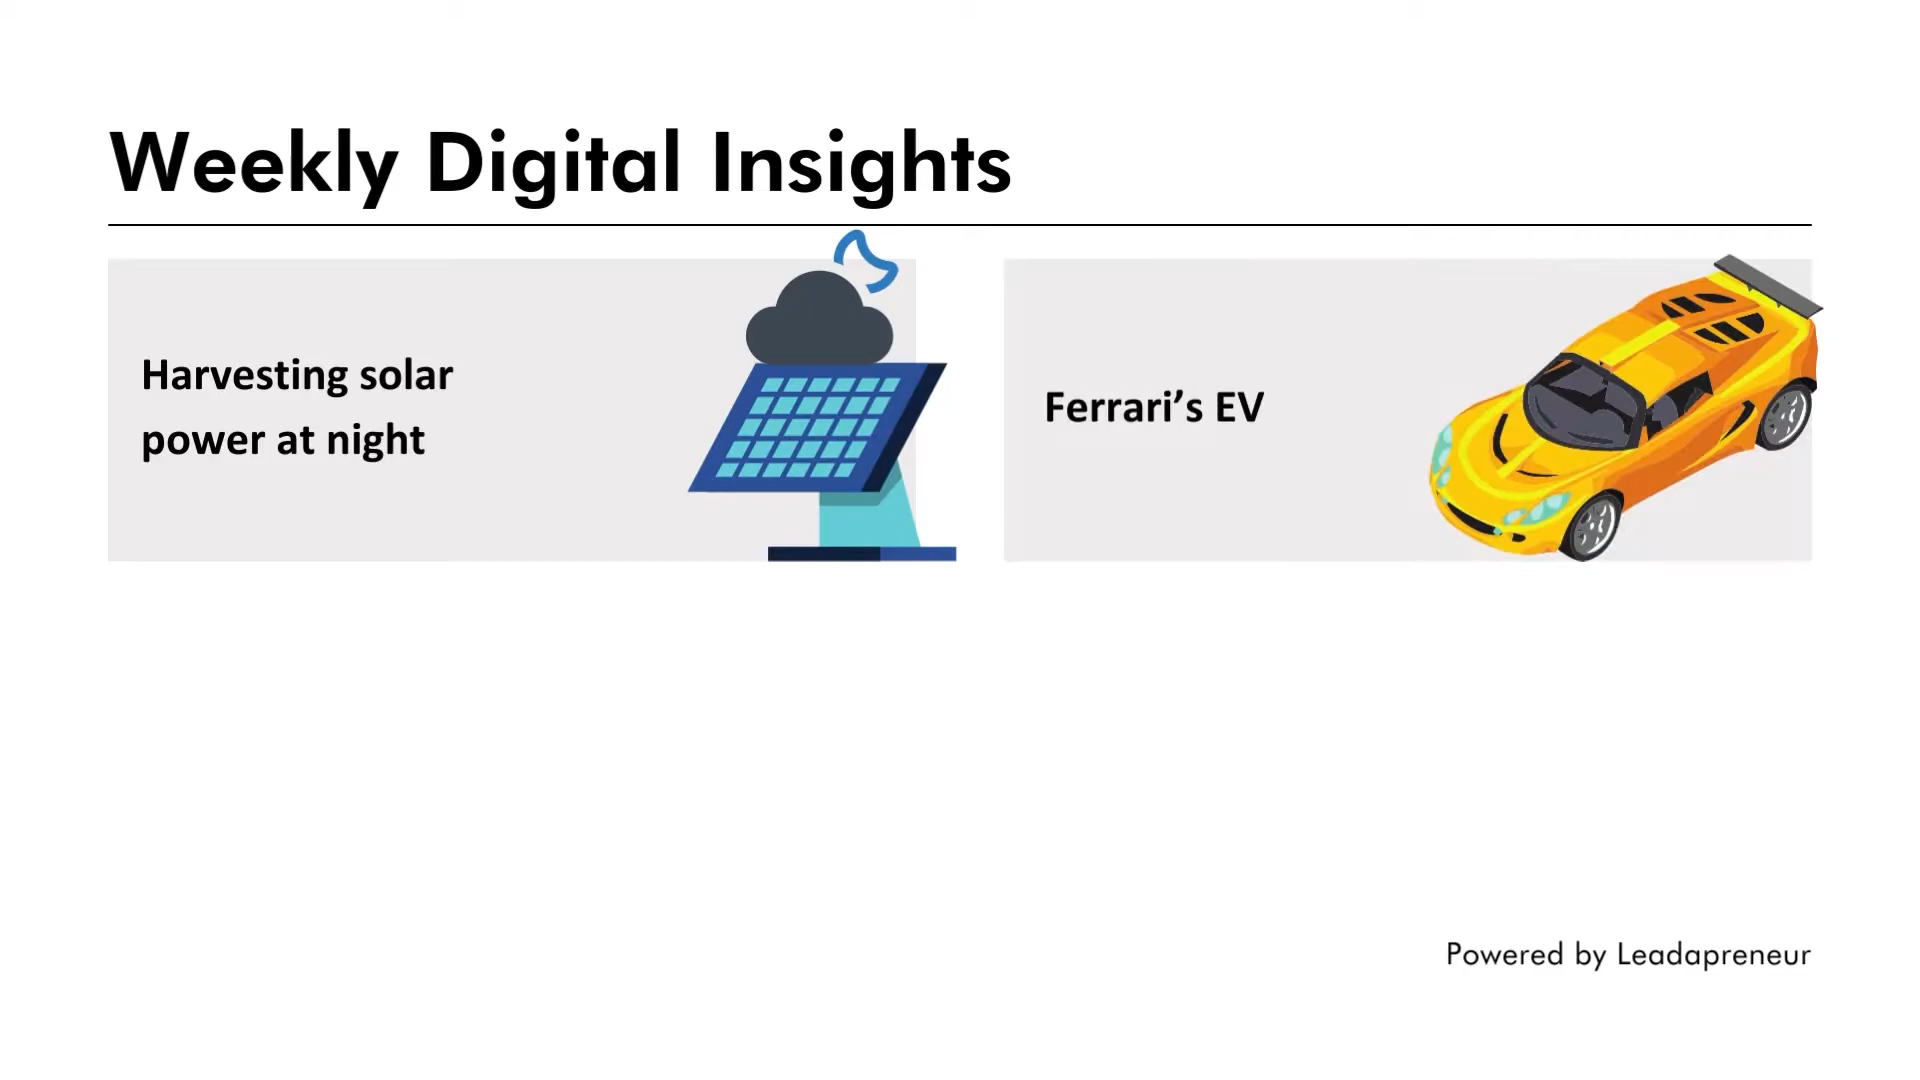 Weekly Digital Insights
Harvesting solar
power at night
Ferrari’s EV
Powered by Leadapreneur